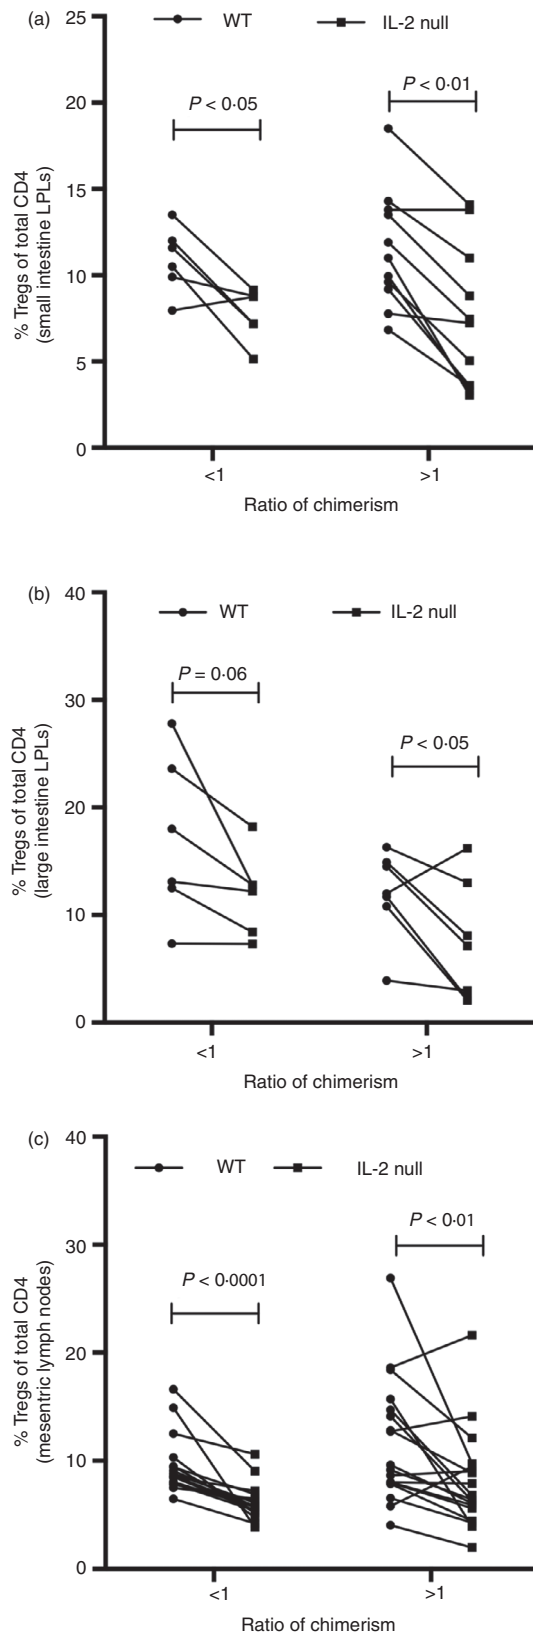 (a)
25
20
15
10
5
0
WT
IL-2 null
P < 0·05
P < 0·01
% Tregs of total CD4
(small intestine LPLs)
<1
>1
Ratio of chimerism
(b)
40
30
20
10
0
WT
IL-2 null
P = 0·06
P < 0·05
% Tregs of total CD4
(large intestine LPLs)
<1
>1
Ratio of chimerism
(c)
40
30
20
10
0
WT
IL-2 null
P < 0·0001
P < 0·01
% Tregs of total CD4
(mesentric lymph nodes)
<1
>1
Ratio of chimerism